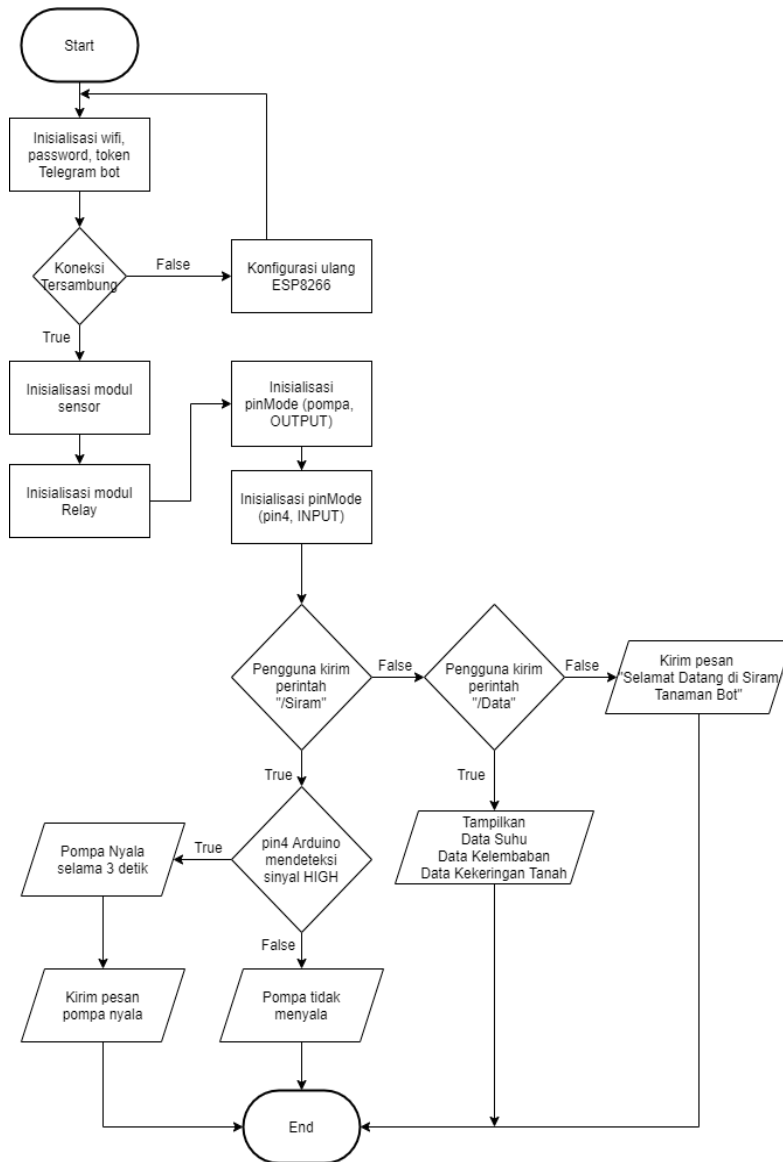 Start
Inisialisasi wifi,
password, token
Telegram bot
Koneksi
Tersambung
False
Konfigurasi ulang
ESP8266
True
Inisialisasi modul
sensor
Inisialisasi
pinMode (pompa,
OUTPUT)
Inisialisasi modul
Relay
Inisialisasi pinMode
(pin4, INPUT)
Pengguna kirim
perintah
"/Siram"
False
Pengguna kirim
perintah
"/Data"
False
Kirim pesan
"Selamat Datang di Siram
Tanaman Bot"
True
True
pin4 Arduino
mendeteksi
sinyal HIGH
True
Pompa Nyala
selama 3 detik
Tampilkan
Data Suhu
Data Kelembaban
Data Kekeringan Tanah
False
Kirim pesan
pompa nyala
Pompa tidak
menyala
End